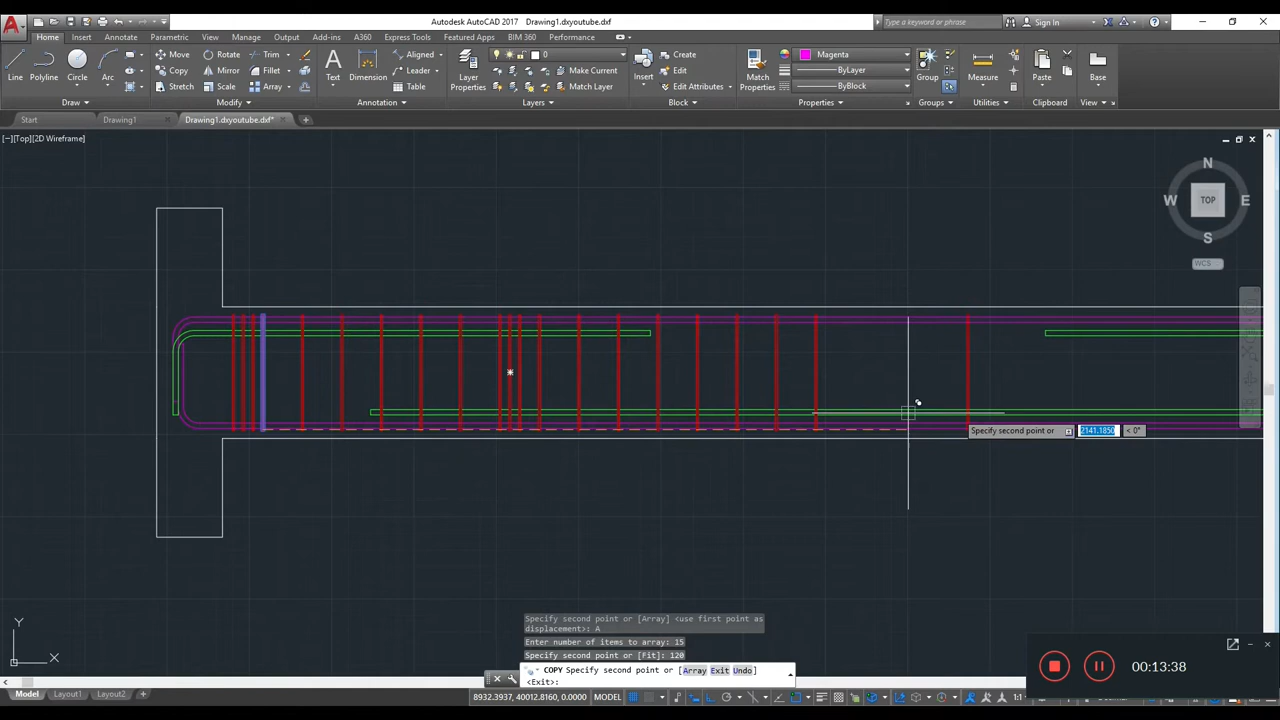 Autodesk AutoCAD 2017 Drawing1.dxyoutube.dxf
Type a keyword or phrase
Sign In
Home Insert Annotate Parametric View Manage Output Add-ins A360 Express Tools Featured Apps BIM 360 Performance
Line Polyline Circle Arc
Move Rotate Trim
Copy Mirror Fillet
Stretch Scale Array
Text Dimension
Aligned
Leader
Table
Layer Properties
0
Make Current
Match Layer
Insert
Create
Edit
Edit Attributes
Match Properties
Magenta
ByLayer
ByBlock
Group Measure Paste Base
Draw Modify Annotation Layers Block Properties Groups Utilities Clipboard View
Start Drawing1 Drawing1.dxyoutube.dxf*
[−][Top][2D Wireframe]
N
W TOP E
S
WCS
Specify second point or 2141.1850 < 0°
Specify second point or [Array] <use first point as
displacement>: A
Enter number of items to array: 15
Specify second point or [Fit]: 120
COPY Specify second point or [Array Exit Undo]
<Exit>:
Y
X
00:13:38
Model Layout1 Layout2
8932.3937, 40012.8160, 0.0000 MODEL